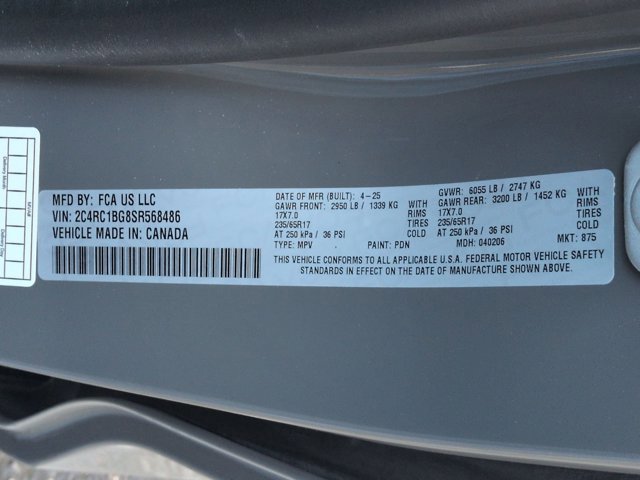 MFD BY: FCA US LLC
VIN: 2C4RC1BG8SR568486
VEHICLE MADE IN: CANADA
DATE OF MFR (BUILT): 4-25 GVWR: 6055 LB / 2747 KG
GAWR FRONT: 2950 LB / 1339 KG GAWR REAR: 3200 LB / 1452 KG
17X7.0 RIMS 17X7.0 RIMS
235/65R17 TIRES 235/65R17 TIRES
AT 250 kPa / 36 PSI COLD AT 250 kPa / 36 PSI COLD
TYPE: MPV PAINT: PDN MDH: 040206 MKT: 875
THIS VEHICLE CONFORMS TO ALL APPLICABLE U.S.A. FEDERAL MOTOR VEHICLE SAFETY
STANDARDS IN EFFECT ON THE DATE OF MANUFACTURE SHOWN ABOVE.
Delivery Month
Delivery Day